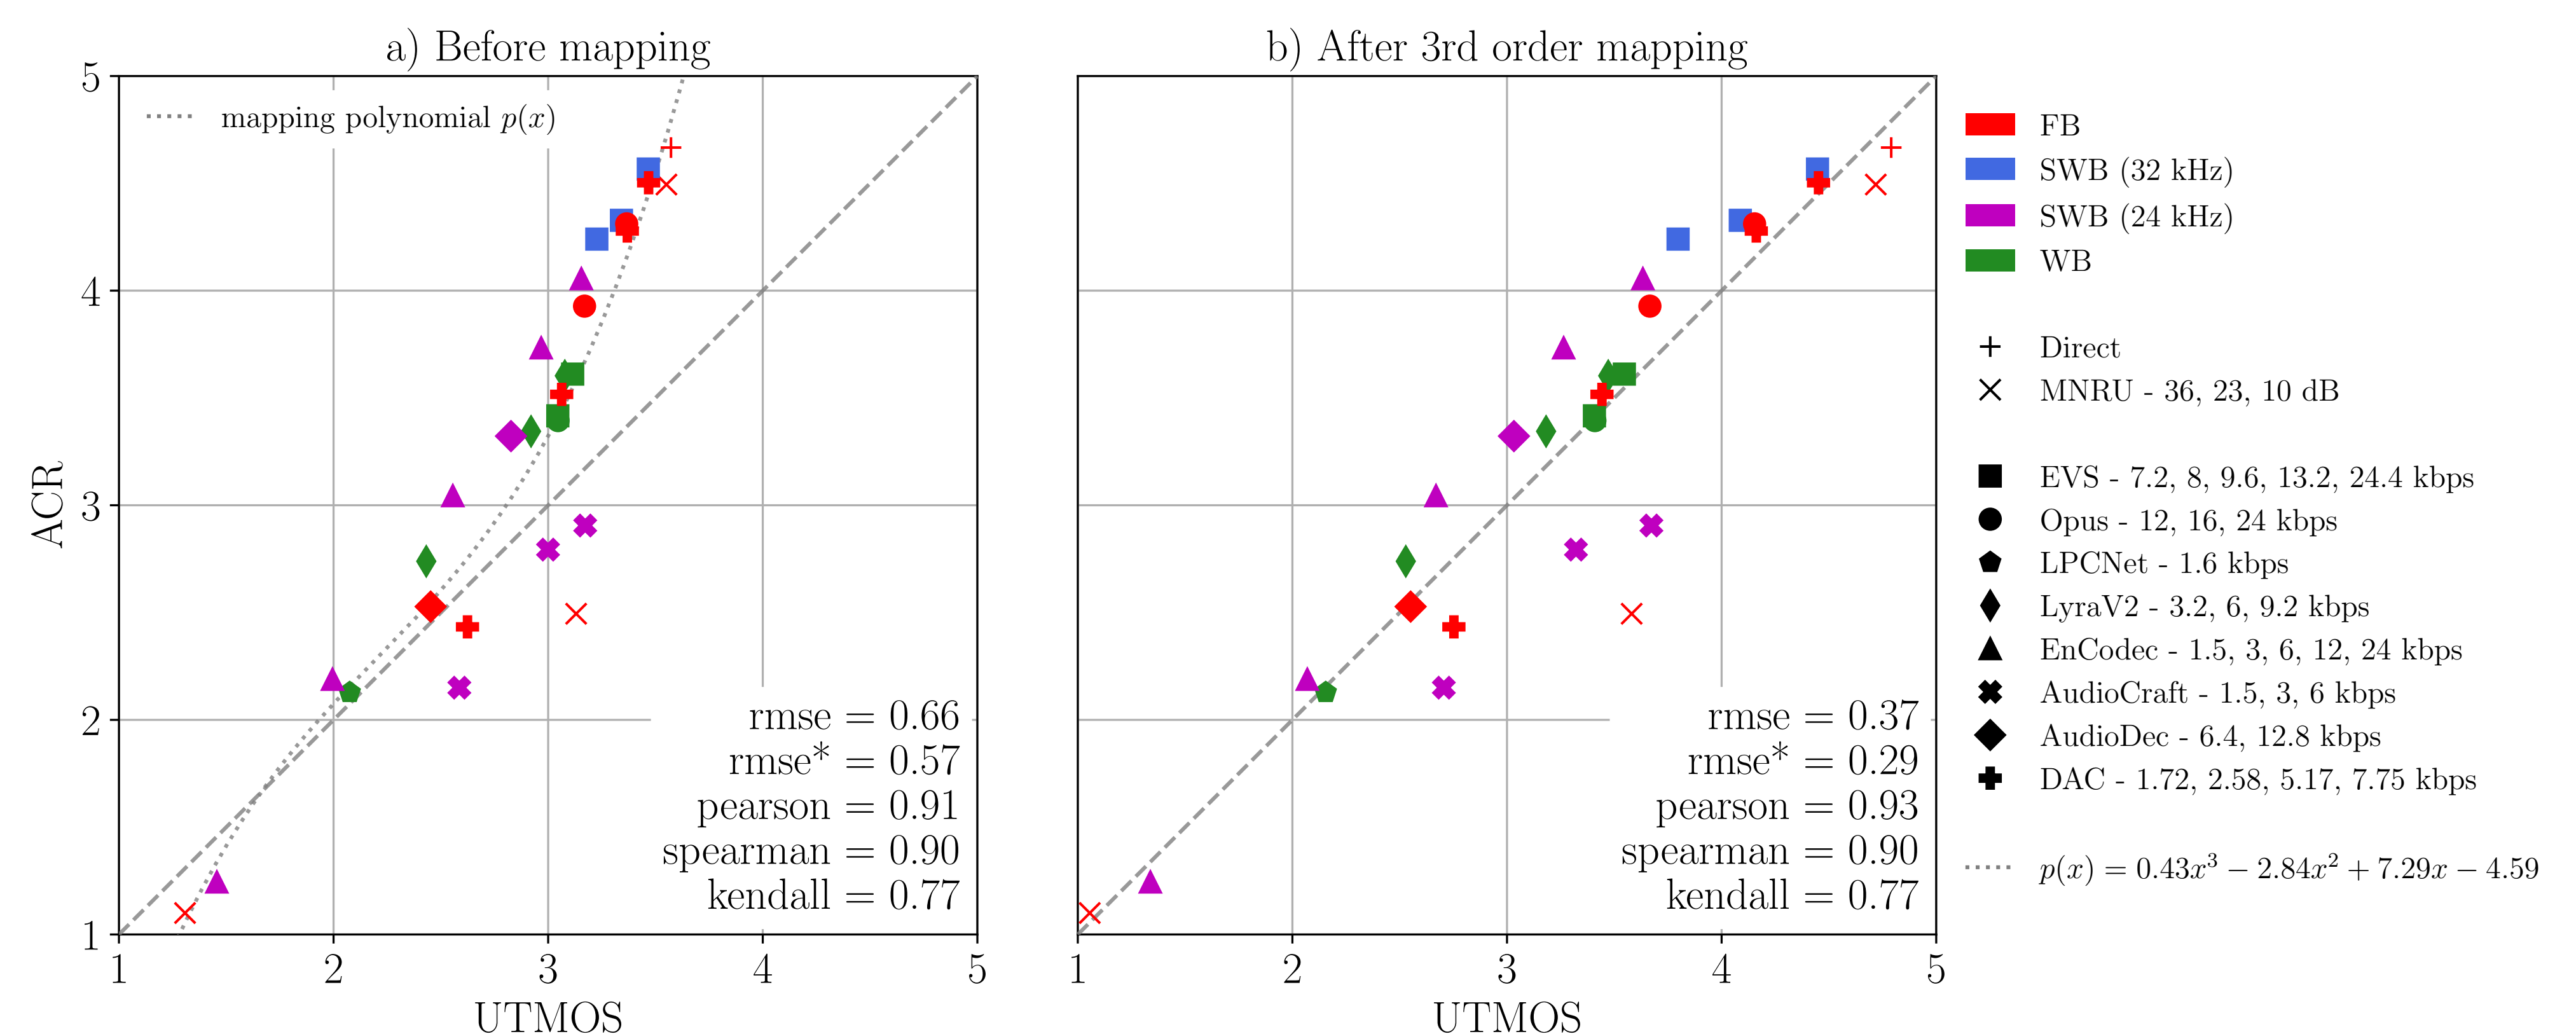 a) Before mapping
5
4
3
2
1
ACR
mapping polynomial p(x)
rmse = 0.66
rmse* = 0.57
pearson = 0.91
spearman = 0.90
kendall = 0.77
1 2 3 4 5
UTMOS
b) After 3rd order mapping
rmse = 0.37
rmse* = 0.29
pearson = 0.93
spearman = 0.90
kendall = 0.77
1 2 3 4 5
UTMOS
FB
SWB (32 kHz)
SWB (24 kHz)
WB
Direct
MNRU - 36, 23, 10 dB
EVS - 7.2, 8, 9.6, 13.2, 24.4 kbps
Opus - 12, 16, 24 kbps
LPCNet - 1.6 kbps
LyraV2 - 3.2, 6, 9.2 kbps
EnCodec - 1.5, 3, 6, 12, 24 kbps
AudioCraft - 1.5, 3, 6 kbps
AudioDec - 6.4, 12.8 kbps
DAC - 1.72, 2.58, 5.17, 7.75 kbps
p(x) = 0.43x³ − 2.84x² + 7.29x − 4.59